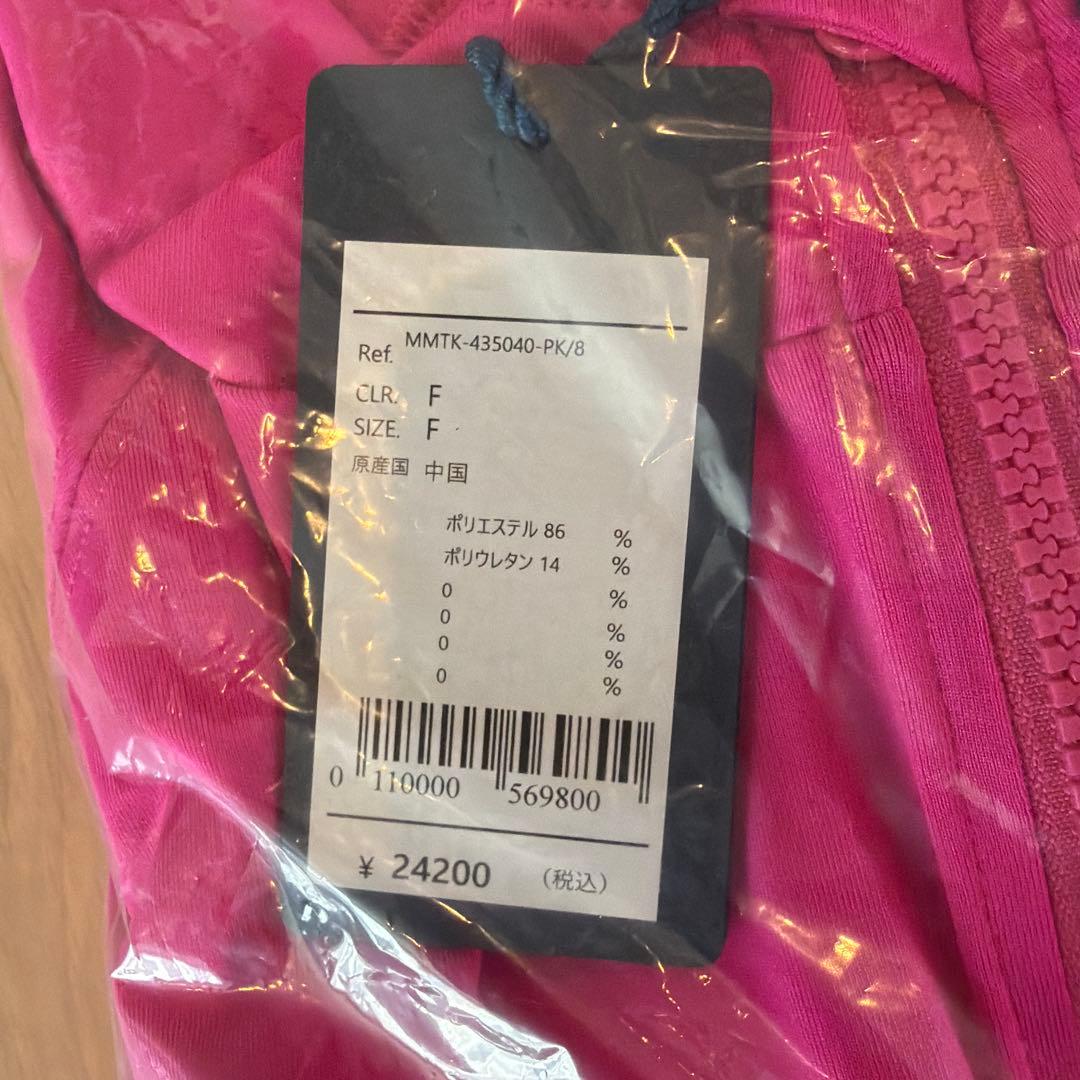 Ref. MMTK-435040-PK/8
CLR. F
SIZE. F
原産国 中国
ポリエステル 86 %
ポリウレタン 14 %
0 %
0 %
0 %
0 %
0 110000 569800
¥ 24200 (税込)